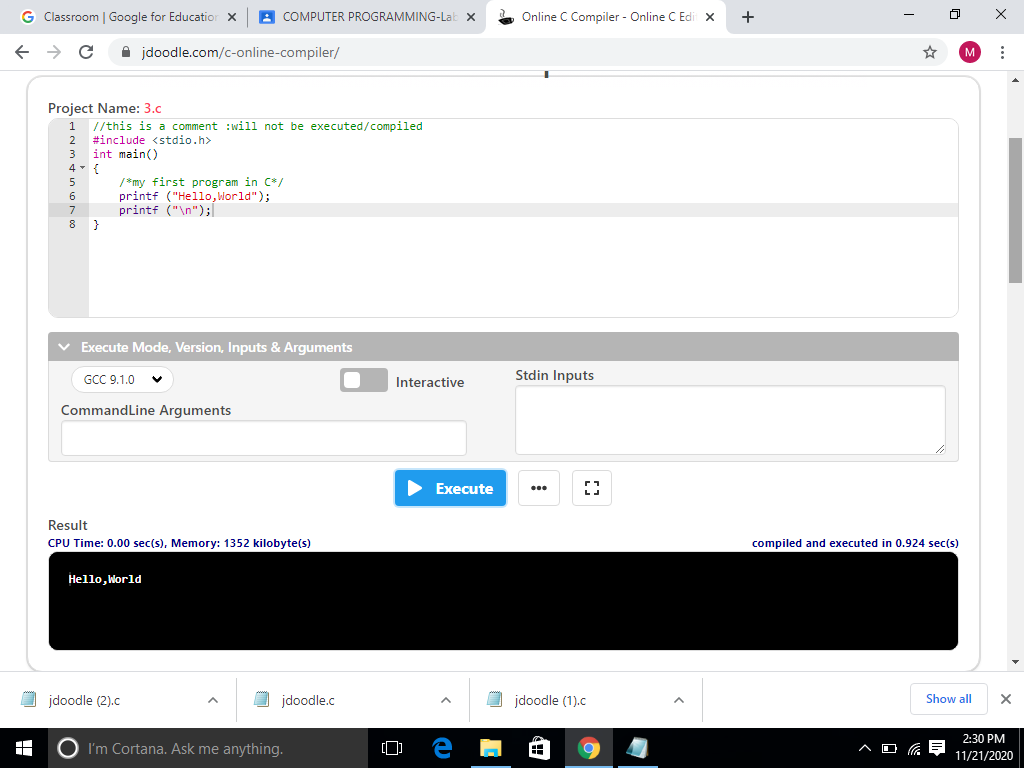 Classroom | Google for Education
COMPUTER PROGRAMMING-Lab
Online C Compiler - Online C Edi
jdoodle.com/c-online-compiler/
M
Project Name: 3.c
1 //this is a comment :will not be executed/compiled
2 #include <stdio.h>
3 int main()
4 {
5 /*my first program in C*/
6 printf ("Hello,World");
7 printf ("\n");
8 }
Execute Mode, Version, Inputs & Arguments
GCC 9.1.0
Interactive
Stdin Inputs
CommandLine Arguments
Execute
Result
CPU Time: 0.00 sec(s), Memory: 1352 kilobyte(s)
compiled and executed in 0.924 sec(s)
Hello,World
jdoodle (2).c
jdoodle.c
jdoodle (1).c
Show all
I'm Cortana. Ask me anything.
2:30 PM
11/21/2020